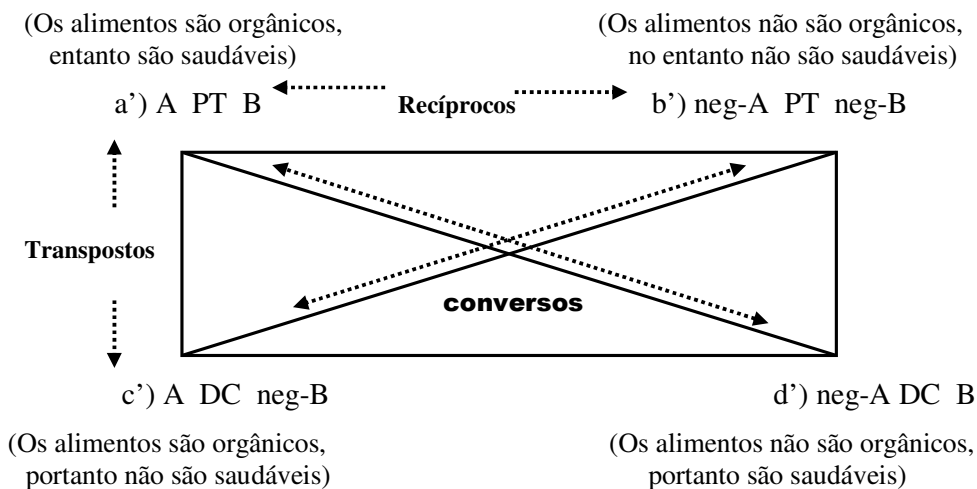 (Os alimentos são orgânicos,
entanto são saudáveis)
(Os alimentos não são orgânicos,
no entanto não são saudáveis)
a’) A PT B
Recíprocos
b’) neg-A PT neg-B
Transpostos
conversos
c’) A DC neg-B
d’) neg-A DC B
(Os alimentos são orgânicos,
portanto não são saudáveis)
(Os alimentos não são orgânicos,
portanto são saudáveis)